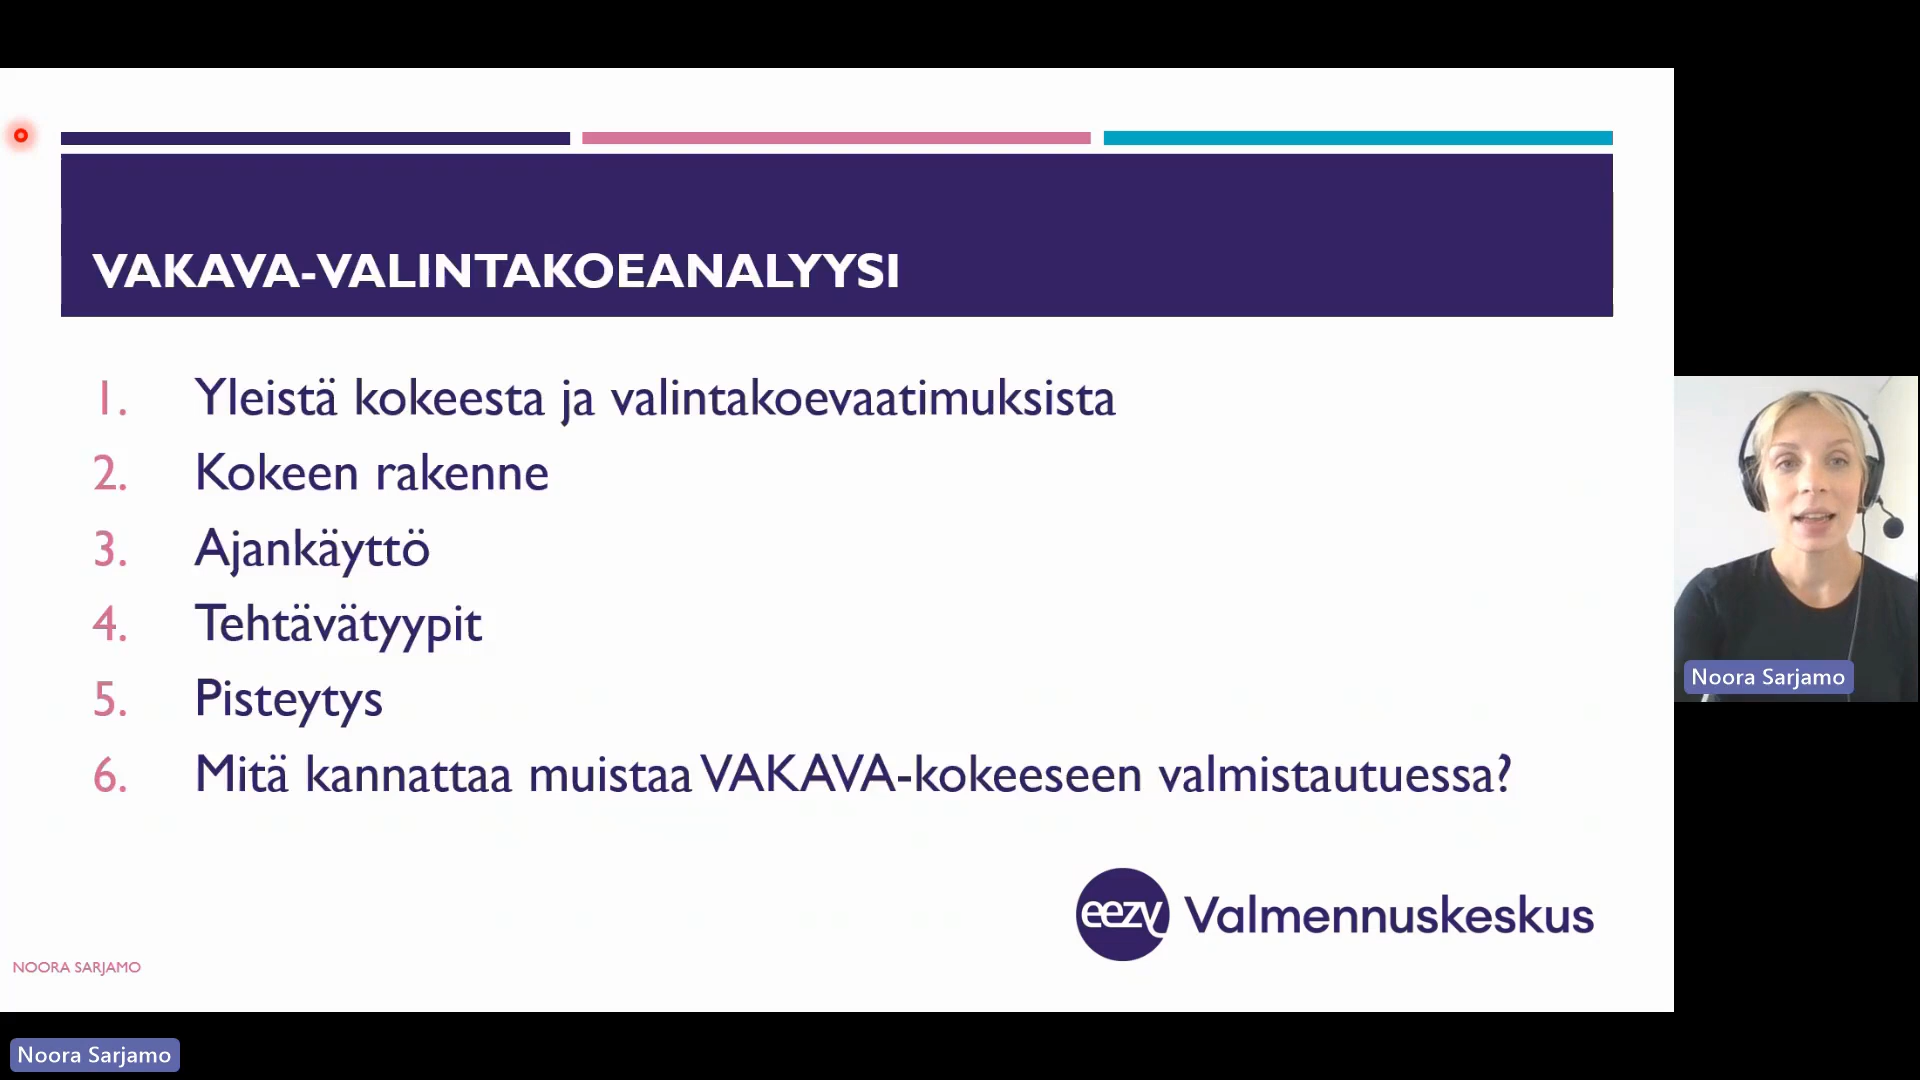 VAKAVA-VALINTAKOEANALYYSI
1. Yleistä kokeesta ja valintakoevaatimuksista
2. Kokeen rakenne
3. Ajankäyttö
4. Tehtävätyypit
5. Pisteytys
6. Mitä kannattaa muistaa VAKAVA-kokeeseen valmistautuessa?
eezy Valmennuskeskus
NOORA SARJAMO
Noora Sarjamo
Noora Sarjamo